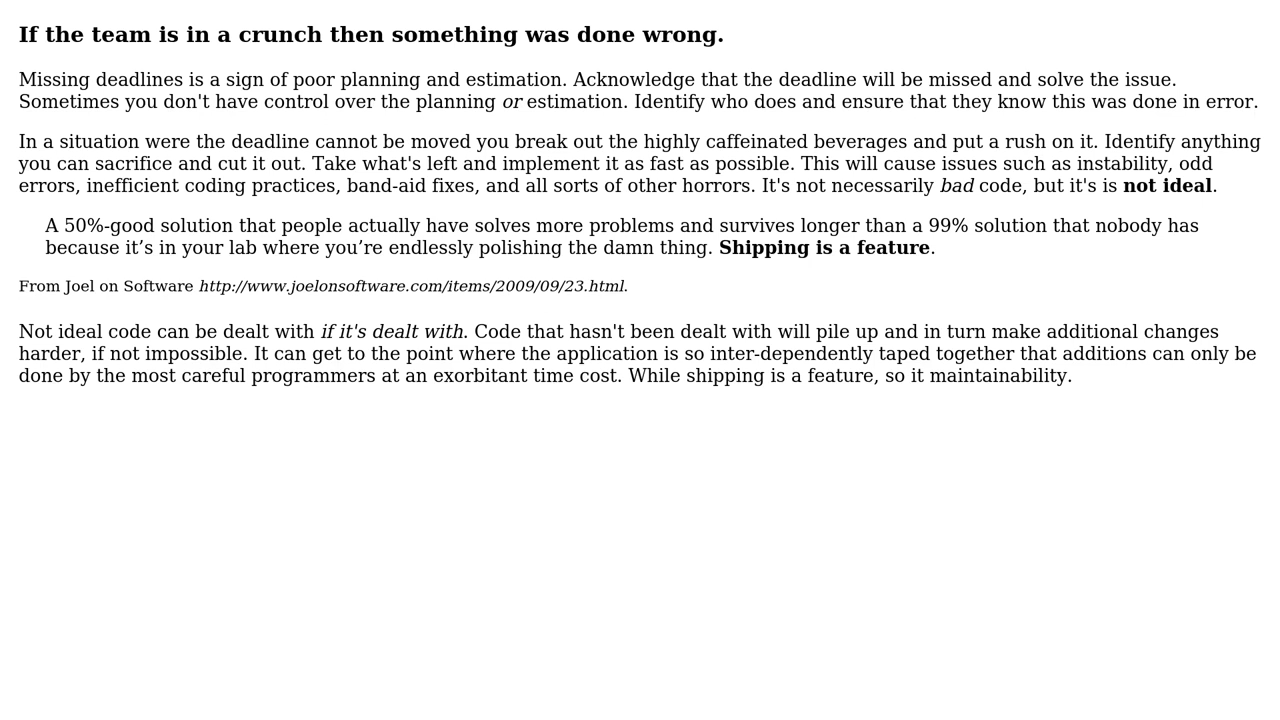 If the team is in a crunch then something was done wrong.
Missing deadlines is a sign of poor planning and estimation. Acknowledge that the deadline will be missed and solve the issue.
Sometimes you don't have control over the planning or estimation. Identify who does and ensure that they know this was done in error.
In a situation were the deadline cannot be moved you break out the highly caffeinated beverages and put a rush on it. Identify anything
you can sacrifice and cut it out. Take what's left and implement it as fast as possible. This will cause issues such as instability, odd
errors, inefficient coding practices, band-aid fixes, and all sorts of other horrors. It's not necessarily bad code, but it's is not ideal.
A 50%-good solution that people actually have solves more problems and survives longer than a 99% solution that nobody has
because it’s in your lab where you’re endlessly polishing the damn thing. Shipping is a feature.
From Joel on Software http://www.joelonsoftware.com/items/2009/09/23.html.
Not ideal code can be dealt with if it's dealt with. Code that hasn't been dealt with will pile up and in turn make additional changes
harder, if not impossible. It can get to the point where the application is so inter-dependently taped together that additions can only be
done by the most careful programmers at an exorbitant time cost. While shipping is a feature, so it maintainability.